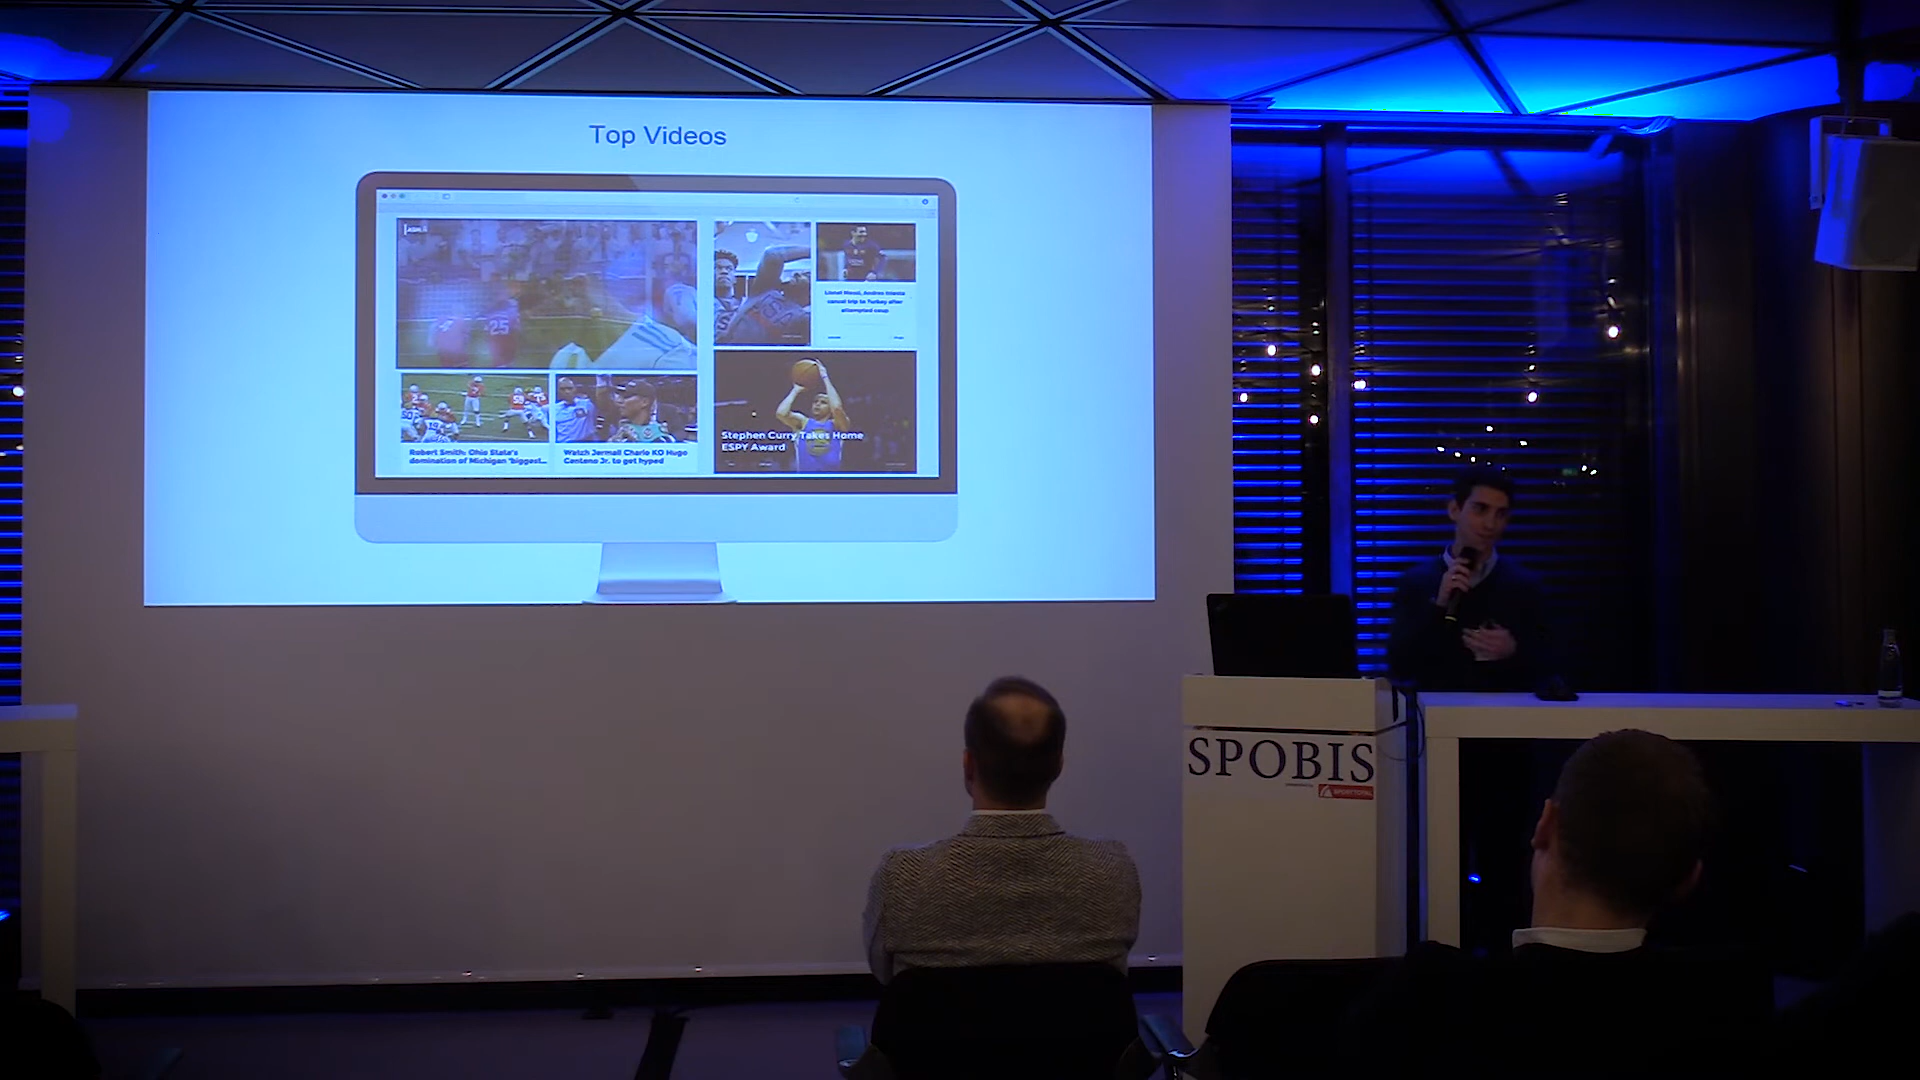 Top Videos
25
Lionel Messi, Andres Iniesta
cancel trip to Turkey after
attempted coup
Stephen Curry Takes Home
ESPY Award
Robert Smith: Ohio State's
domination of Michigan 'biggest...
Watch Jermall Charlo KO Hugo
Centeno Jr. to get hyped
SPOBIS
SPORTTOTAL